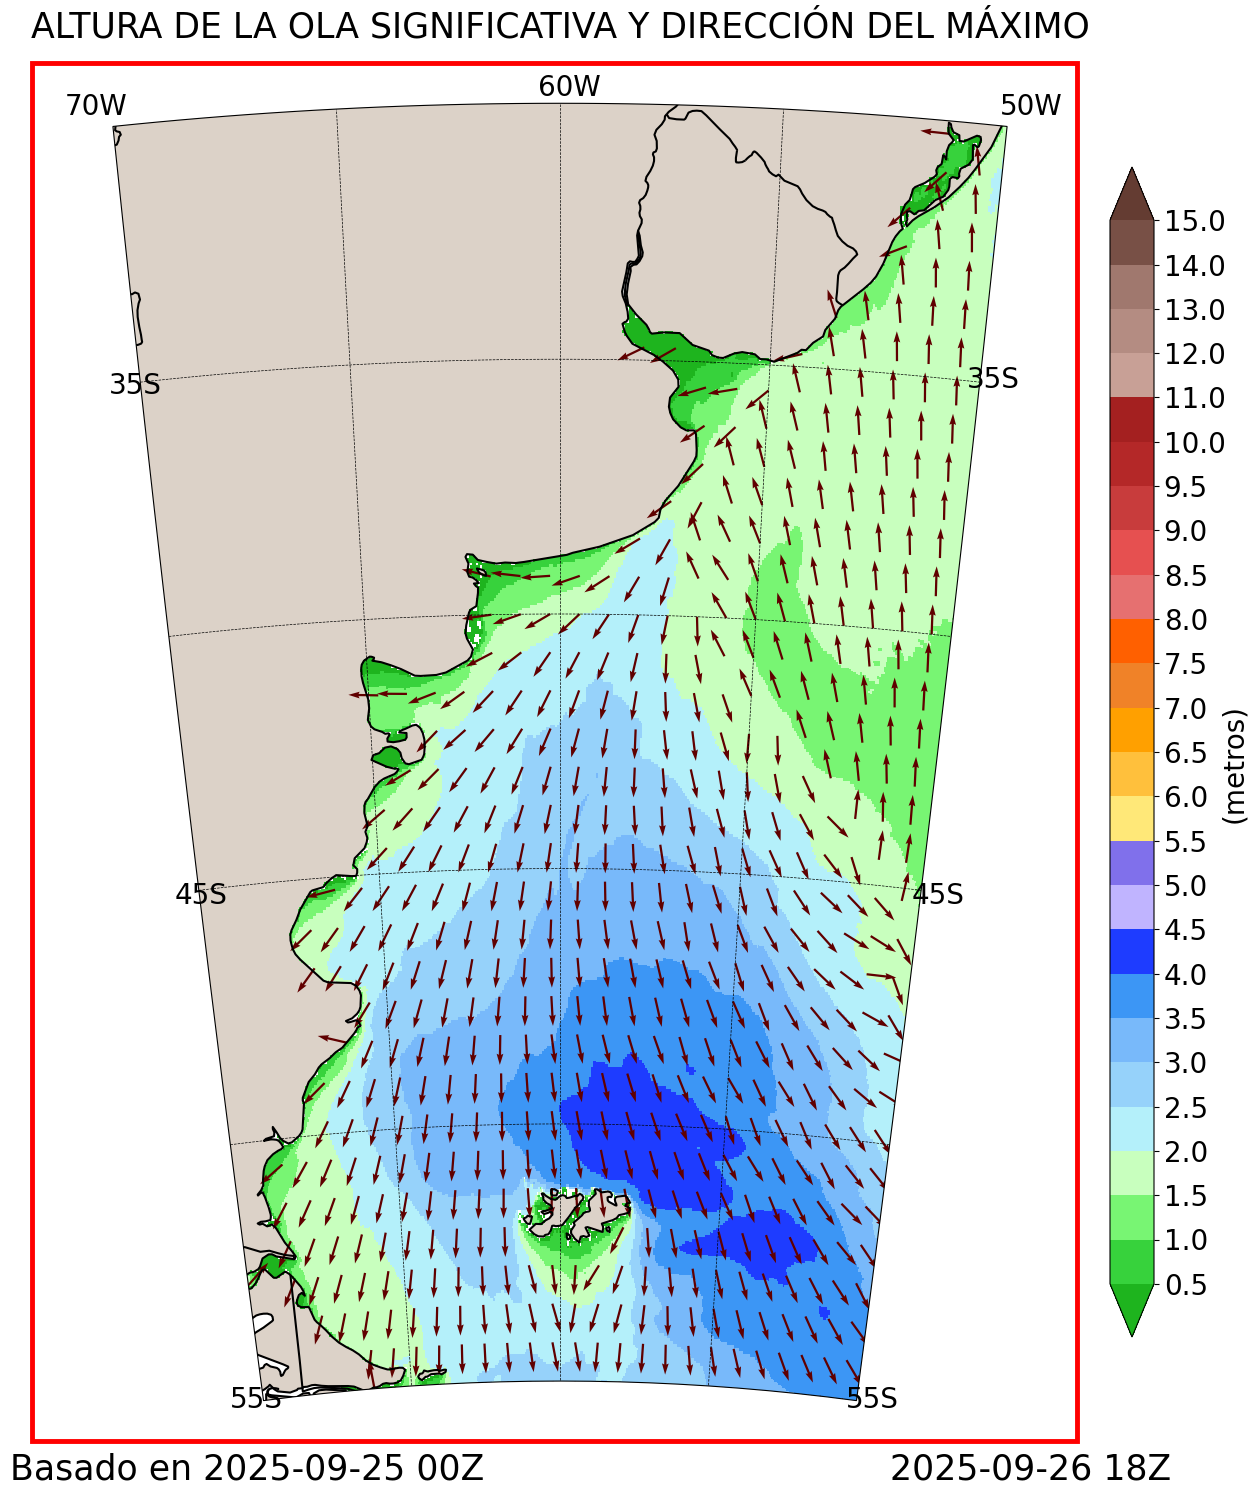 ALTURA DE LA OLA SIGNIFICATIVA Y DIRECCIÓN DEL MÁXIMO
70W
60W
50W
35S
35S
45S
45S
55S
55S
15.0
14.0
13.0
12.0
11.0
10.0
9.5
9.0
8.5
8.0
7.5
7.0
6.5
6.0
5.5
5.0
4.5
4.0
3.5
3.0
2.5
2.0
1.5
1.0
0.5
(metros)
Basado en 2025-09-25 00Z
2025-09-26 18Z